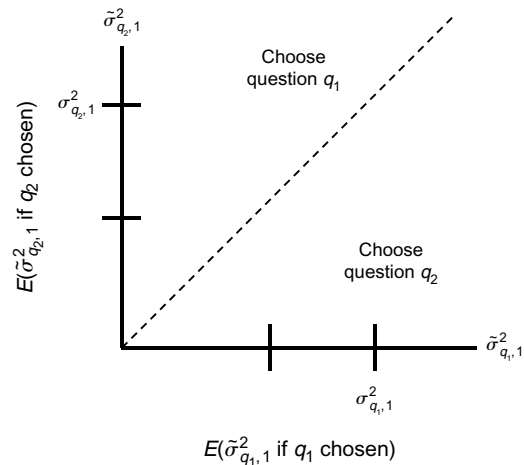 σ̃²_{q₂,1}
Choose
question q₁
σ²_{q₂,1}
E(σ̃²_{q₂,1} if q₂ chosen)
Choose
question q₂
σ̃²_{q₁,1}
σ²_{q₁,1}
E(σ̃²_{q₁,1} if q₁ chosen)